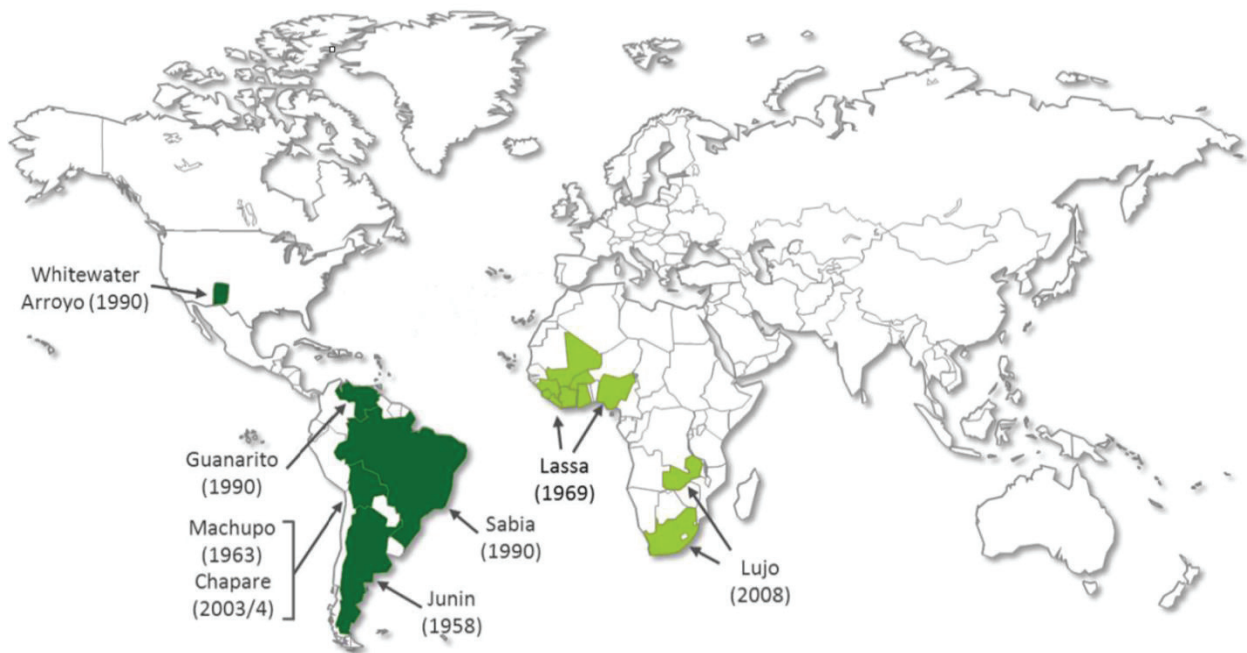 Whitewater
Arroyo (1990)
Guanarito
(1990)
Machupo
(1963)
Chapare
(2003/4)
Sabia
(1990)
Junin
(1958)
Lassa
(1969)
Lujo
(2008)